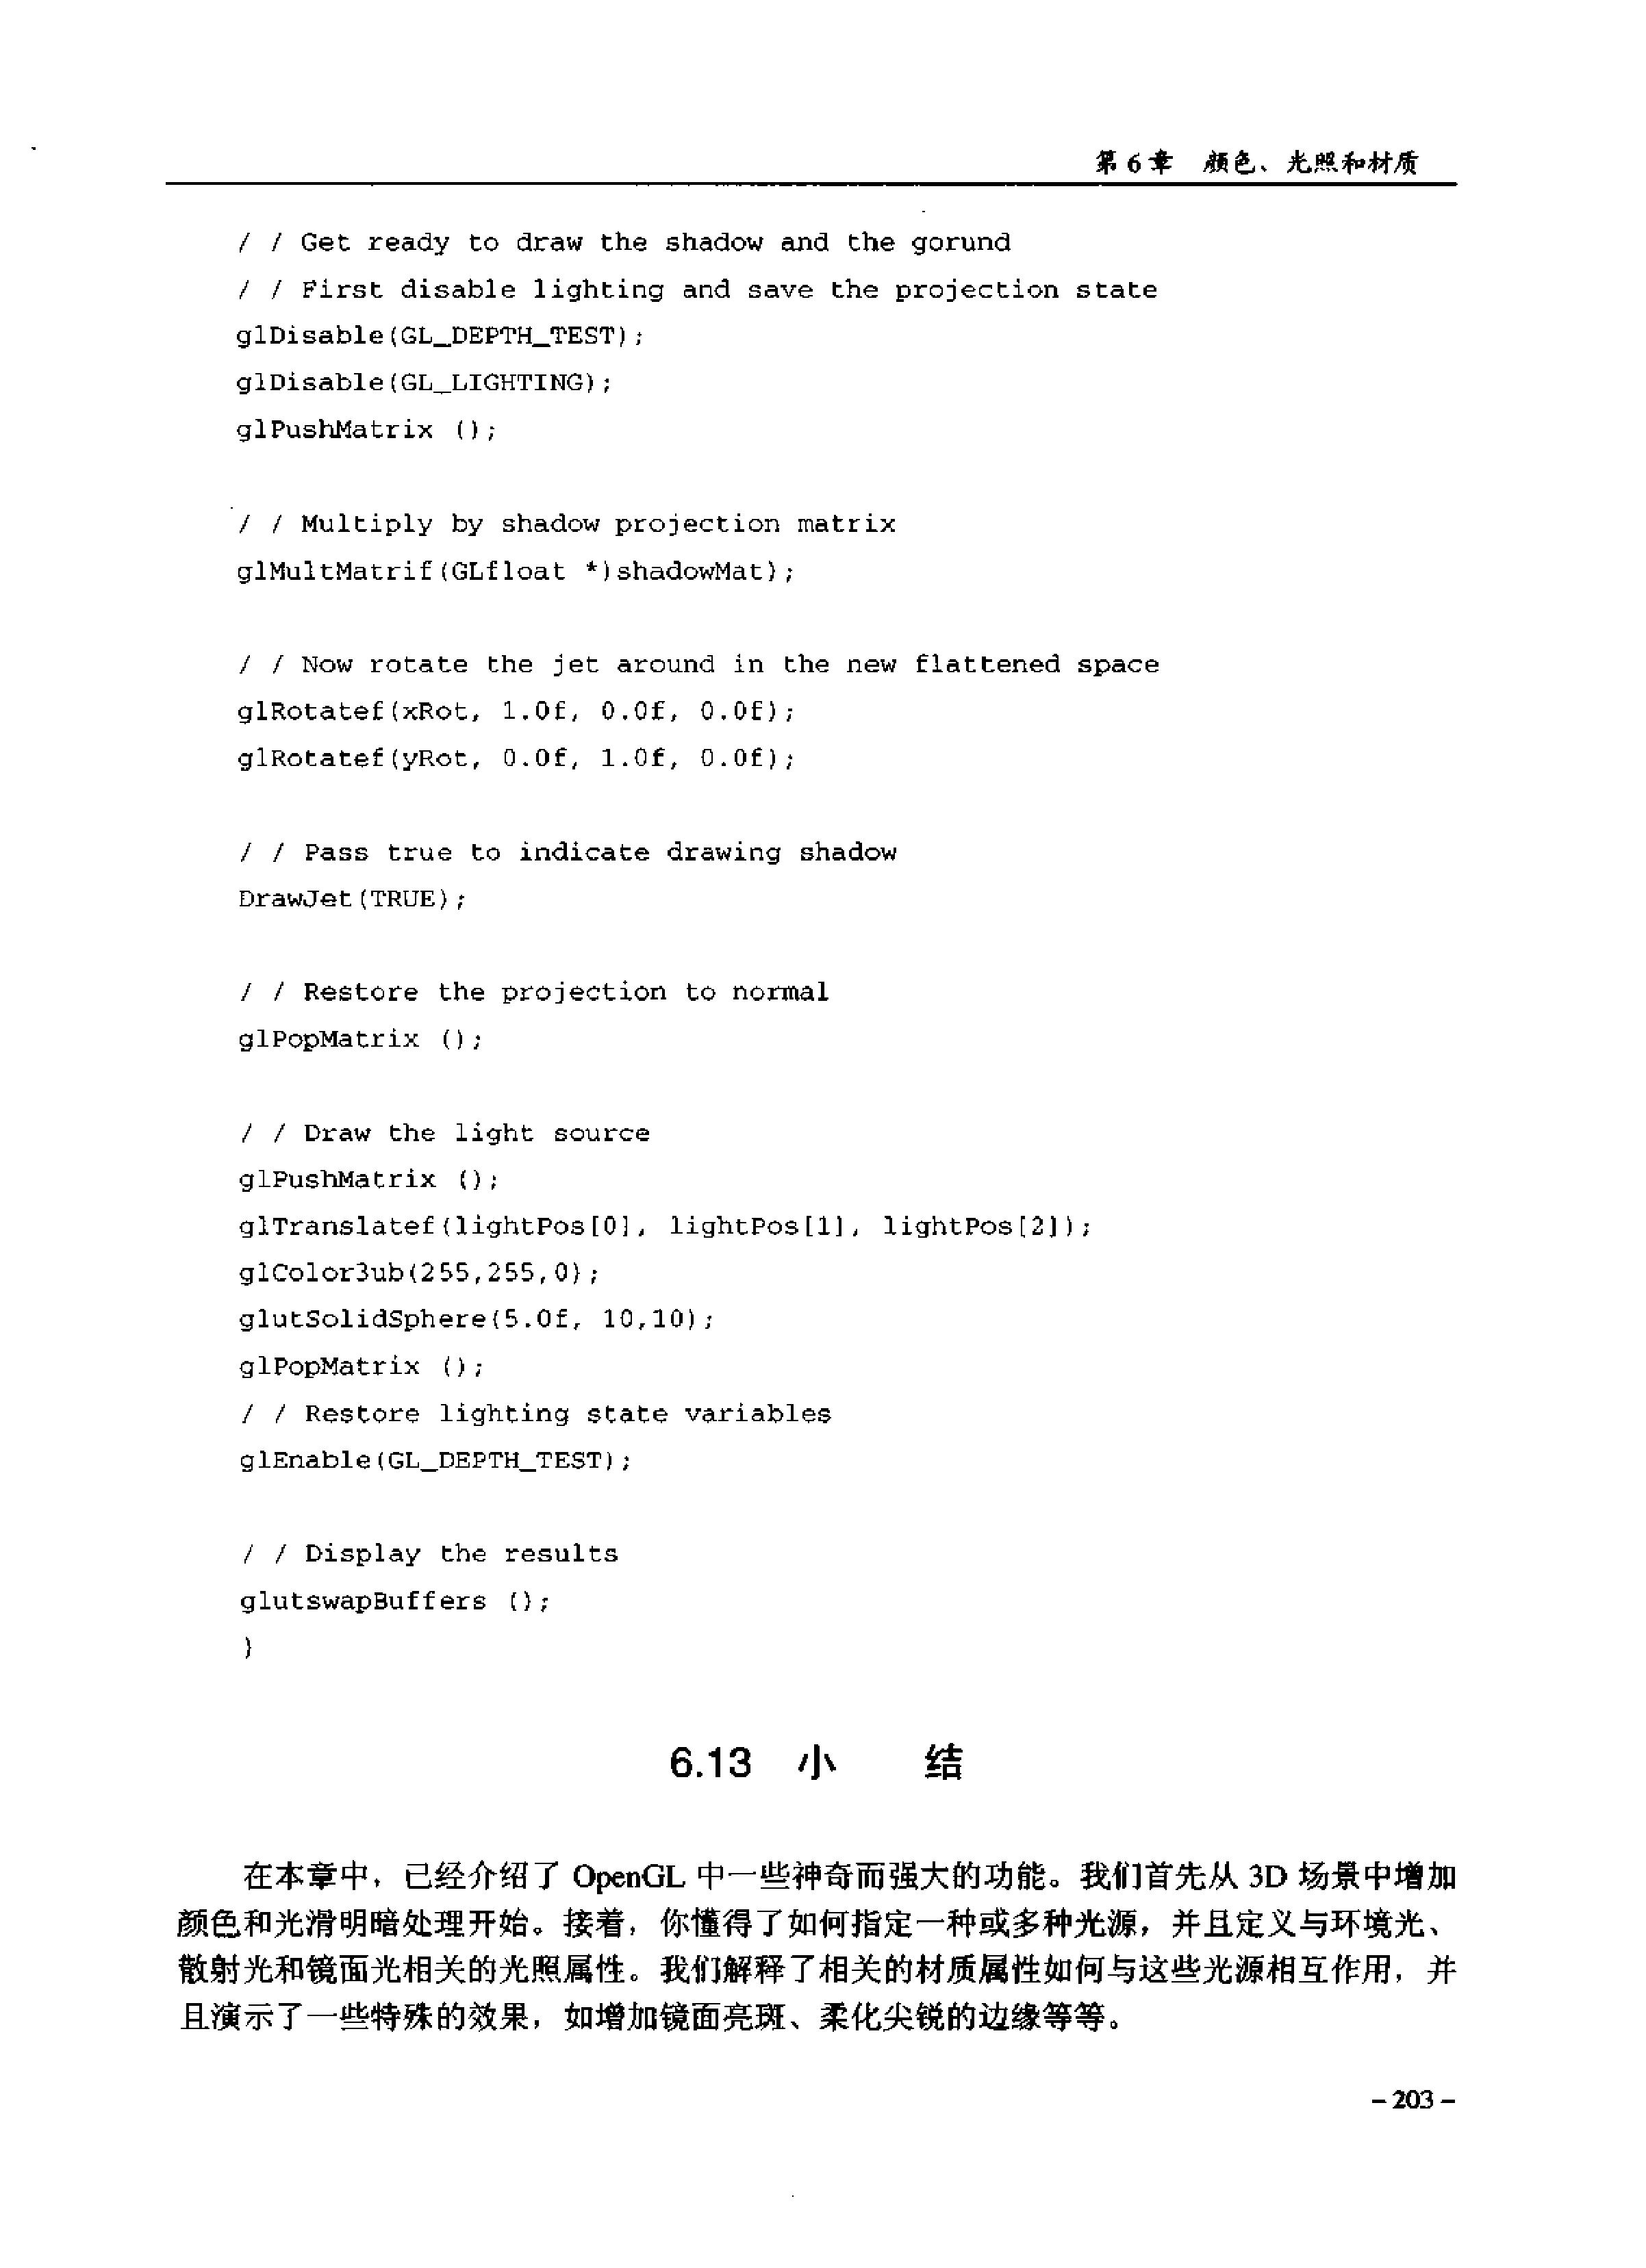 第6章 颜色、光照和材质
/ / Get ready to draw the shadow and the gorund
/ / First disable lighting and save the projection state
glDisable(GL_DEPTH_TEST);
glDisable(GL_LIGHTING);
glPushMatrix ();
/ / Multiply by shadow projection matrix
glMultMatrif(GLfloat *)shadowMat);
/ / Now rotate the jet around in the new flattened space
glRotatef(xRot, 1.0f, 0.0f, 0.0f);
glRotatef(yRot, 0.0f, 1.0f, 0.0f);
/ / Pass true to indicate drawing shadow
DrawJet(TRUE);
/ / Restore the projection to normal
glPopMatrix ();
/ / Draw the light source
glPushMatrix ();
glTranslatef(lightPos[0], lightPos[1], lightPos[2]);
glColor3ub(255,255,0);
glutSolidSphere(5.0f, 10,10);
glPopMatrix ();
/ / Restore lighting state variables
glEnable(GL_DEPTH_TEST);
/ / Display the results
glutswapBuffers ();
}
6.13 小 结
在本章中，已经介绍了 OpenGL 中一些神奇而强大的功能。我们首先从 3D 场景中增加
颜色和光滑明暗处理开始。接着，你懂得了如何指定一种或多种光源，并且定义与环境光、
散射光和镜面光相关的光照属性。我们解释了相关的材质属性如何与这些光源相互作用，并
且演示了一些特殊的效果，如增加镜面亮斑、柔化尖锐的边缘等等。
– 203 –